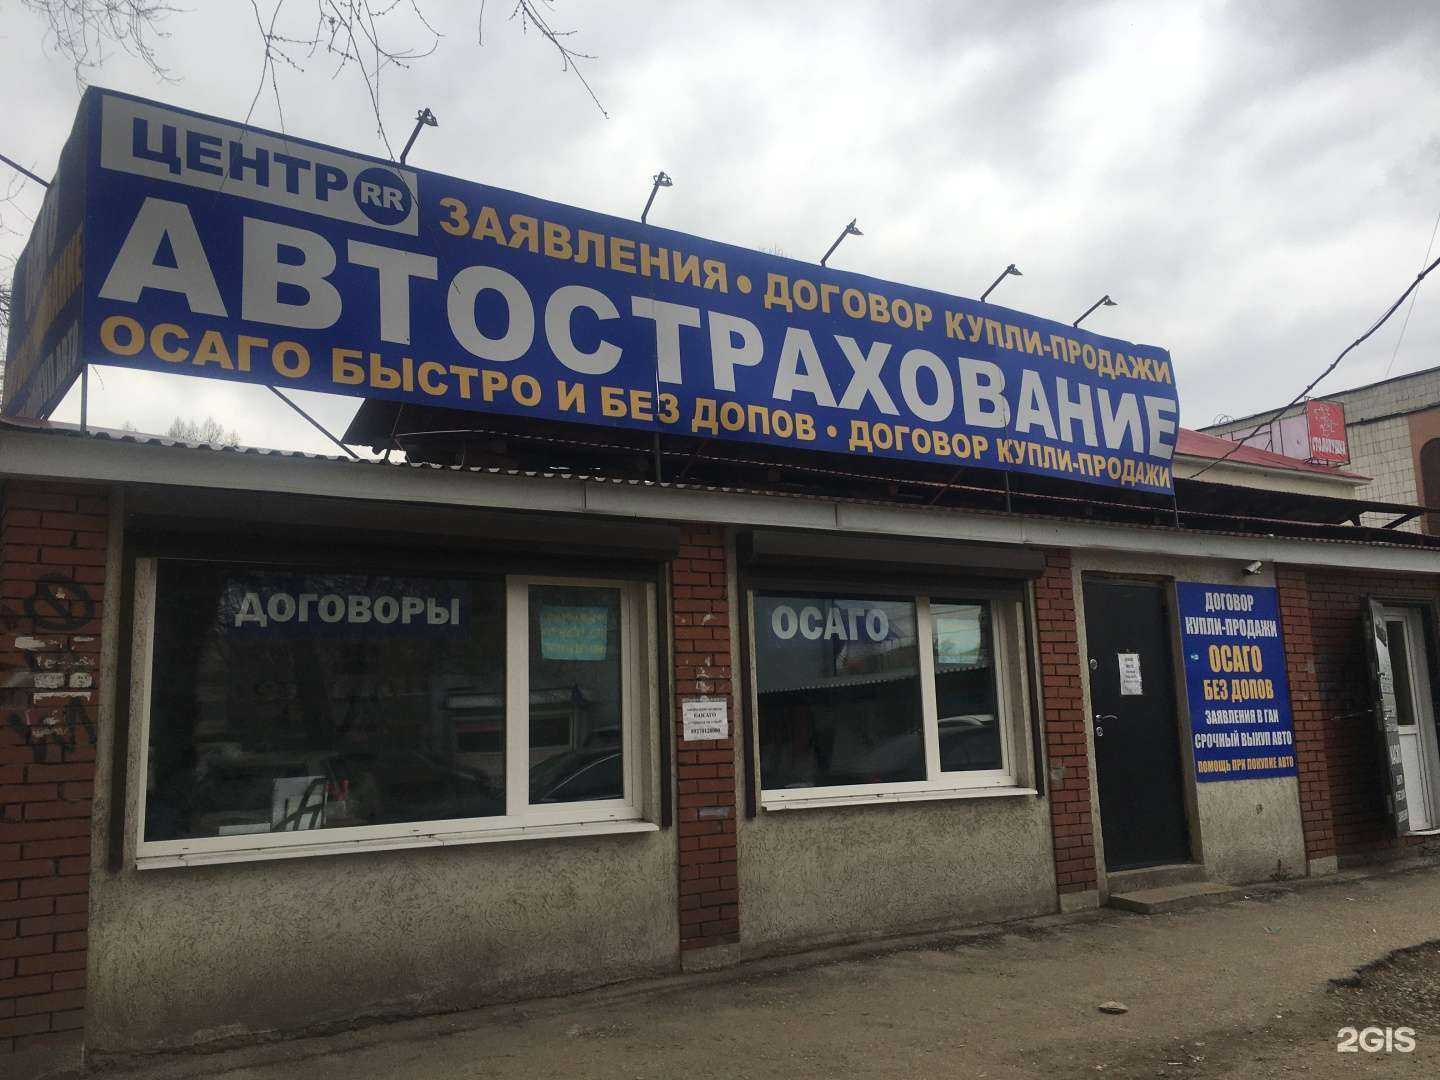 ЦЕНТР RR
ЗАЯВЛЕНИЯ • ДОГОВОР КУПЛИ-ПРОДАЖИ
АВТОСТРАХОВАНИЕ
ОСАГО БЫСТРО И БЕЗ ДОПОВ • ДОГОВОР КУПЛИ-ПРОДАЖИ
ДОГОВОРЫ
ОСАГО
ДОГОВОР
КУПЛИ-ПРОДАЖИ
ОСАГО
БЕЗ ДОПОВ
ЗАЯВЛЕНИЯ В ГАИ
СРОЧНЫЙ ВЫКУП АВТО
ПОМОЩЬ ПРИ ПОКУПКЕ АВТО
2GIS